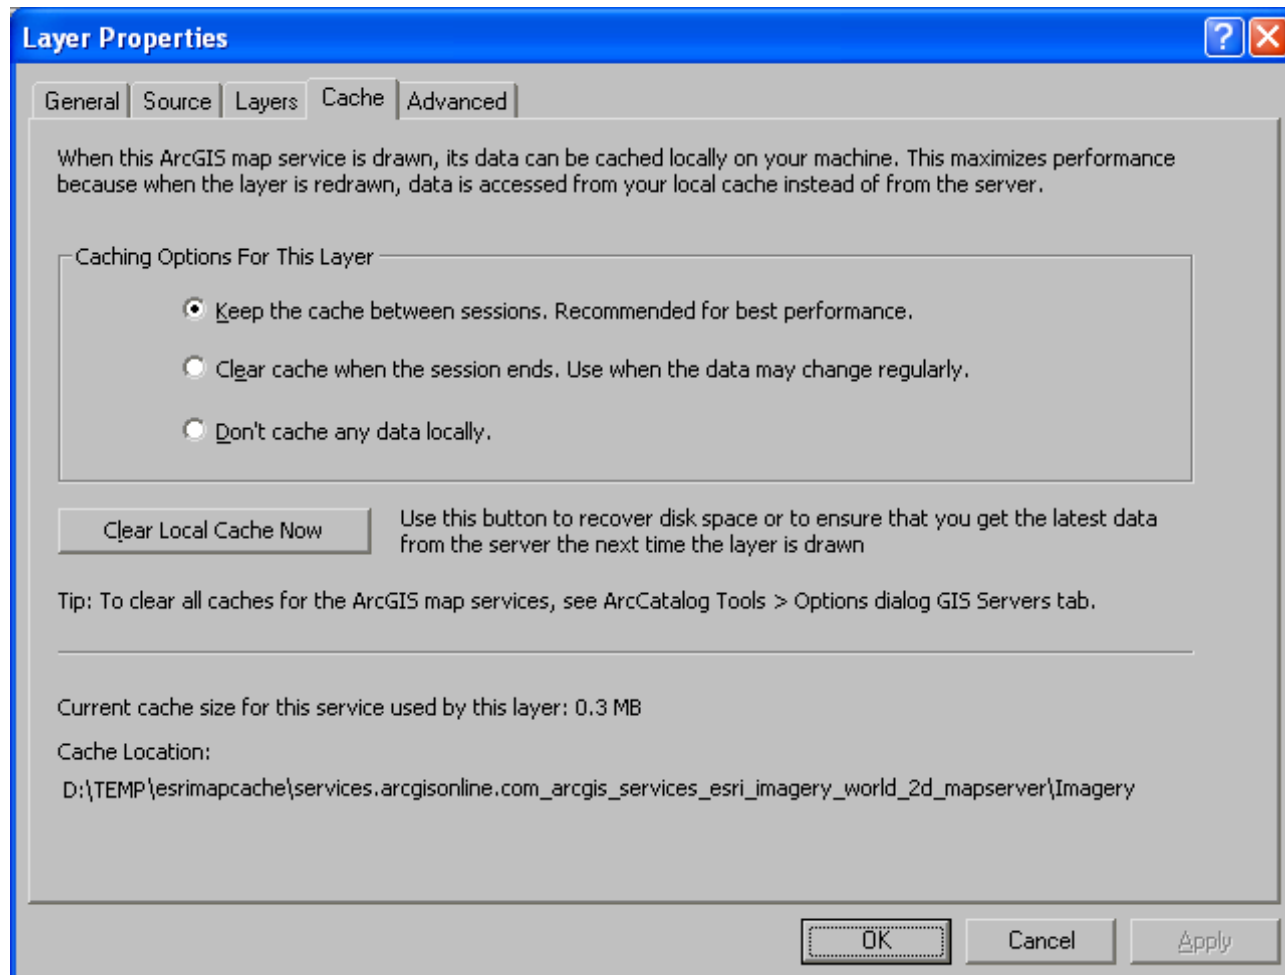 Layer Properties
General Source Layers Cache Advanced
When this ArcGIS map service is drawn, its data can be cached locally on your machine. This maximizes performance
because when the layer is redrawn, data is accessed from your local cache instead of from the server.
Caching Options For This Layer
Keep the cache between sessions. Recommended for best performance.
Clear cache when the session ends. Use when the data may change regularly.
Don't cache any data locally.
Clear Local Cache Now
Use this button to recover disk space or to ensure that you get the latest data
from the server the next time the layer is drawn
Tip: To clear all caches for the ArcGIS map services, see ArcCatalog Tools > Options dialog GIS Servers tab.
Current cache size for this service used by this layer: 0.3 MB
Cache Location:
D:\TEMP\esrimapcache\services.arcgisonline.com_arcgis_services_esri_imagery_world_2d_mapserver\Imagery
OK Cancel Apply